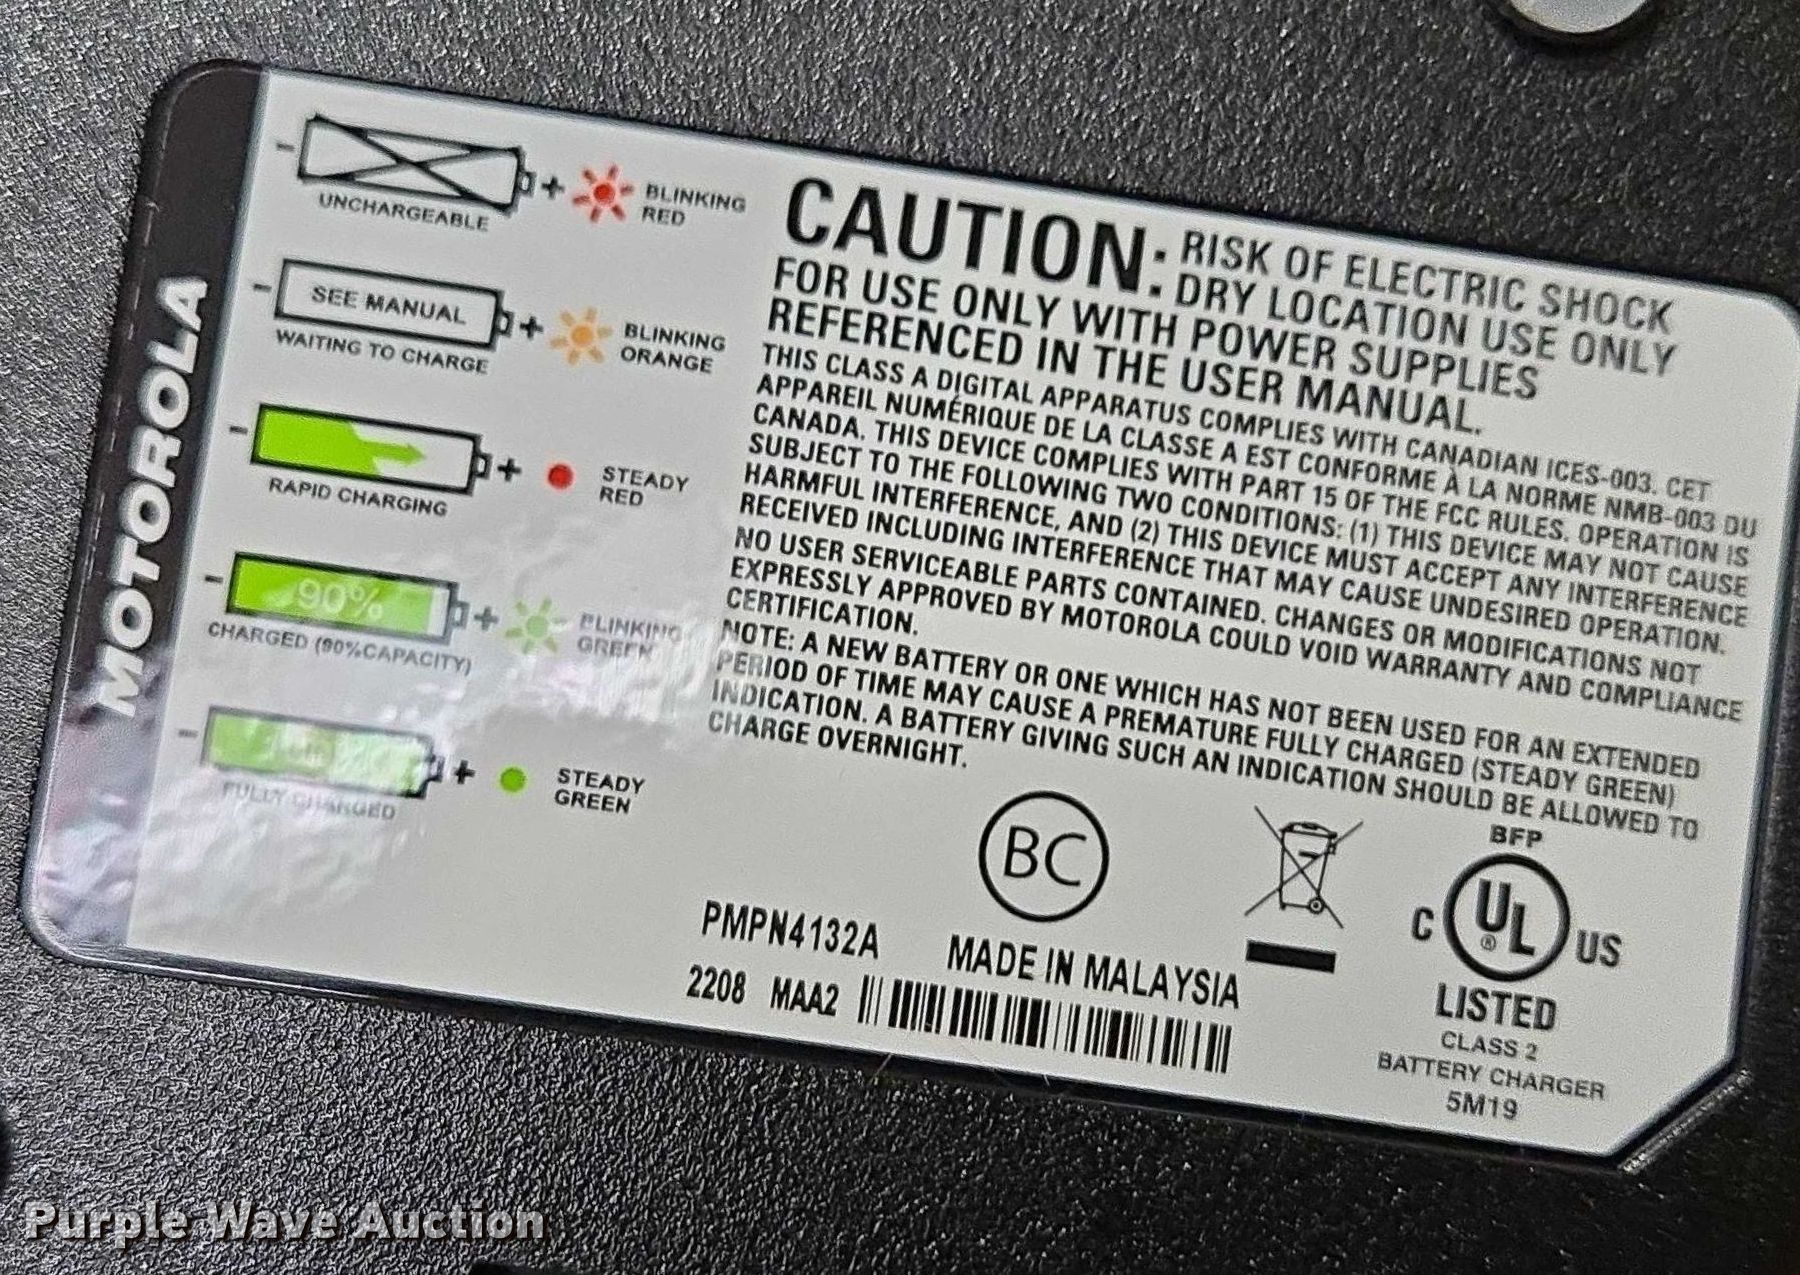 MOTOROLA
UNCHARGEABLE
BLINKING
RED
SEE MANUAL
WAITING TO CHARGE
BLINKING
ORANGE
RAPID CHARGING
STEADY
RED
90%
CHARGED (90%CAPACITY)
BLINKING
GREEN
FULLY CHARGED
STEADY
GREEN
CAUTION: RISK OF ELECTRIC SHOCK
DRY LOCATION USE ONLY
FOR USE ONLY WITH POWER SUPPLIES
REFERENCED IN THE USER MANUAL.
THIS CLASS A DIGITAL APPARATUS COMPLIES WITH CANADIAN ICES-003. CET
APPAREIL NUMÉRIQUE DE LA CLASSE A EST CONFORME À LA NORME NMB-003 DU
CANADA. THIS DEVICE COMPLIES WITH PART 15 OF THE FCC RULES. OPERATION IS
SUBJECT TO THE FOLLOWING TWO CONDITIONS: (1) THIS DEVICE MAY NOT CAUSE
HARMFUL INTERFERENCE, AND (2) THIS DEVICE MUST ACCEPT ANY INTERFERENCE
RECEIVED INCLUDING INTERFERENCE THAT MAY CAUSE UNDESIRED OPERATION.
NO USER SERVICEABLE PARTS CONTAINED. CHANGES OR MODIFICATIONS NOT
EXPRESSLY APPROVED BY MOTOROLA COULD VOID WARRANTY AND COMPLIANCE
CERTIFICATION.
NOTE: A NEW BATTERY OR ONE WHICH HAS NOT BEEN USED FOR AN EXTENDED
PERIOD OF TIME MAY CAUSE A PREMATURE FULLY CHARGED (STEADY GREEN)
INDICATION. A BATTERY GIVING SUCH AN INDICATION SHOULD BE ALLOWED TO
CHARGE OVERNIGHT.
BC
BFP
C UL® US
LISTED
CLASS 2
BATTERY CHARGER
5M19
PMPN4132A
MADE IN MALAYSIA
2208 MAA2
Purple Wave Auction